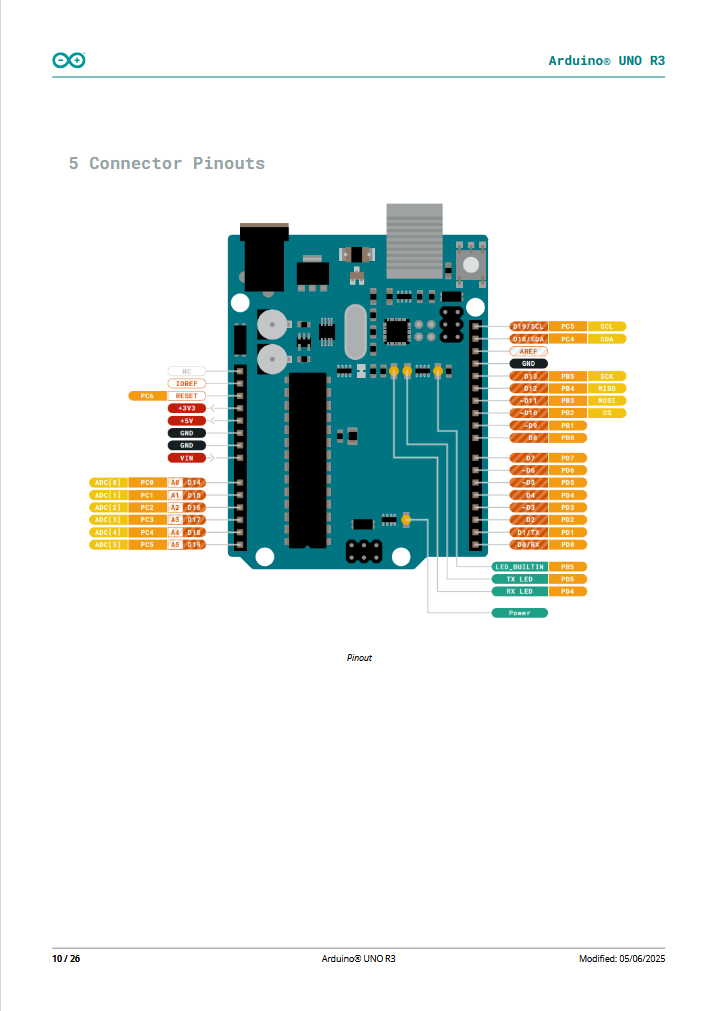 Arduino® UNO R3
5 Connector Pinouts
D19/SCL PC5 SCL
D18/SDA PC4 SDA
AREF
GND
D13 PB5 SCK
D12 PB4 MISO
~D11 PB3 MOSI
~D10 PB2 SS
~D9 PB1
D8 PB0
D7 PD7
~D6 PD6
~D5 PD5
D4 PD4
~D3 PD3
D2 PD2
D1/TX PD1
D0/RX PD0
NC
IOREF
PC6 RESET
+3V3
+5V
GND
GND
VIN
ADC[0] PC0 A0 D14
ADC[1] PC1 A1 D15
ADC[2] PC2 A2 D16
ADC[3] PC3 A3 D17
ADC[4] PC4 A4 D18
ADC[5] PC5 A5 D19
LED_BUILTIN PB5
TX LED PD5
RX LED PD4
Power
Pinout
10 / 26 Arduino® UNO R3 Modified: 05/06/2025